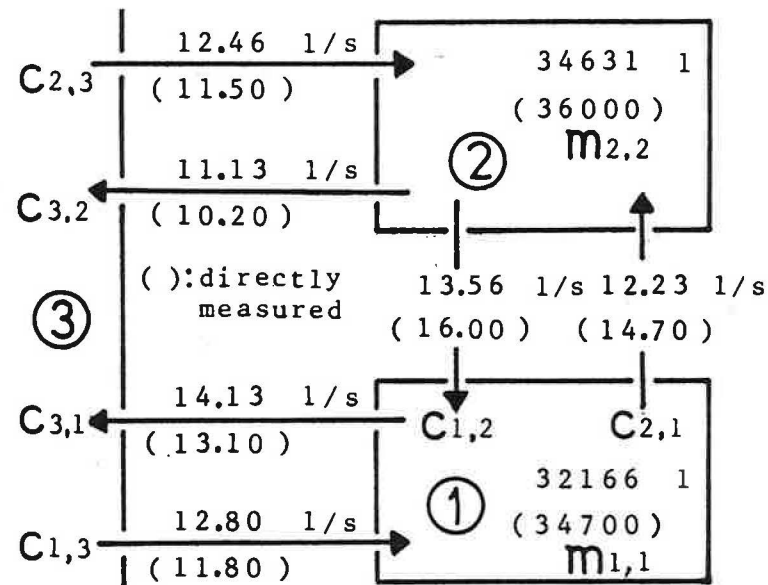 12.46 l/s
C2,3
(11.50)
34631 l
(36000)
m2,2
②
11.13 l/s
C3,2
(10.20)
( ):directly
measured
13.56 l/s 12.23 l/s
(16.00) (14.70)
③
14.13 l/s
C3,1
(13.10)
C1,2 C2,1
32166 l
①
(34700)
m1,1
12.80 l/s
C1,3
(11.80)